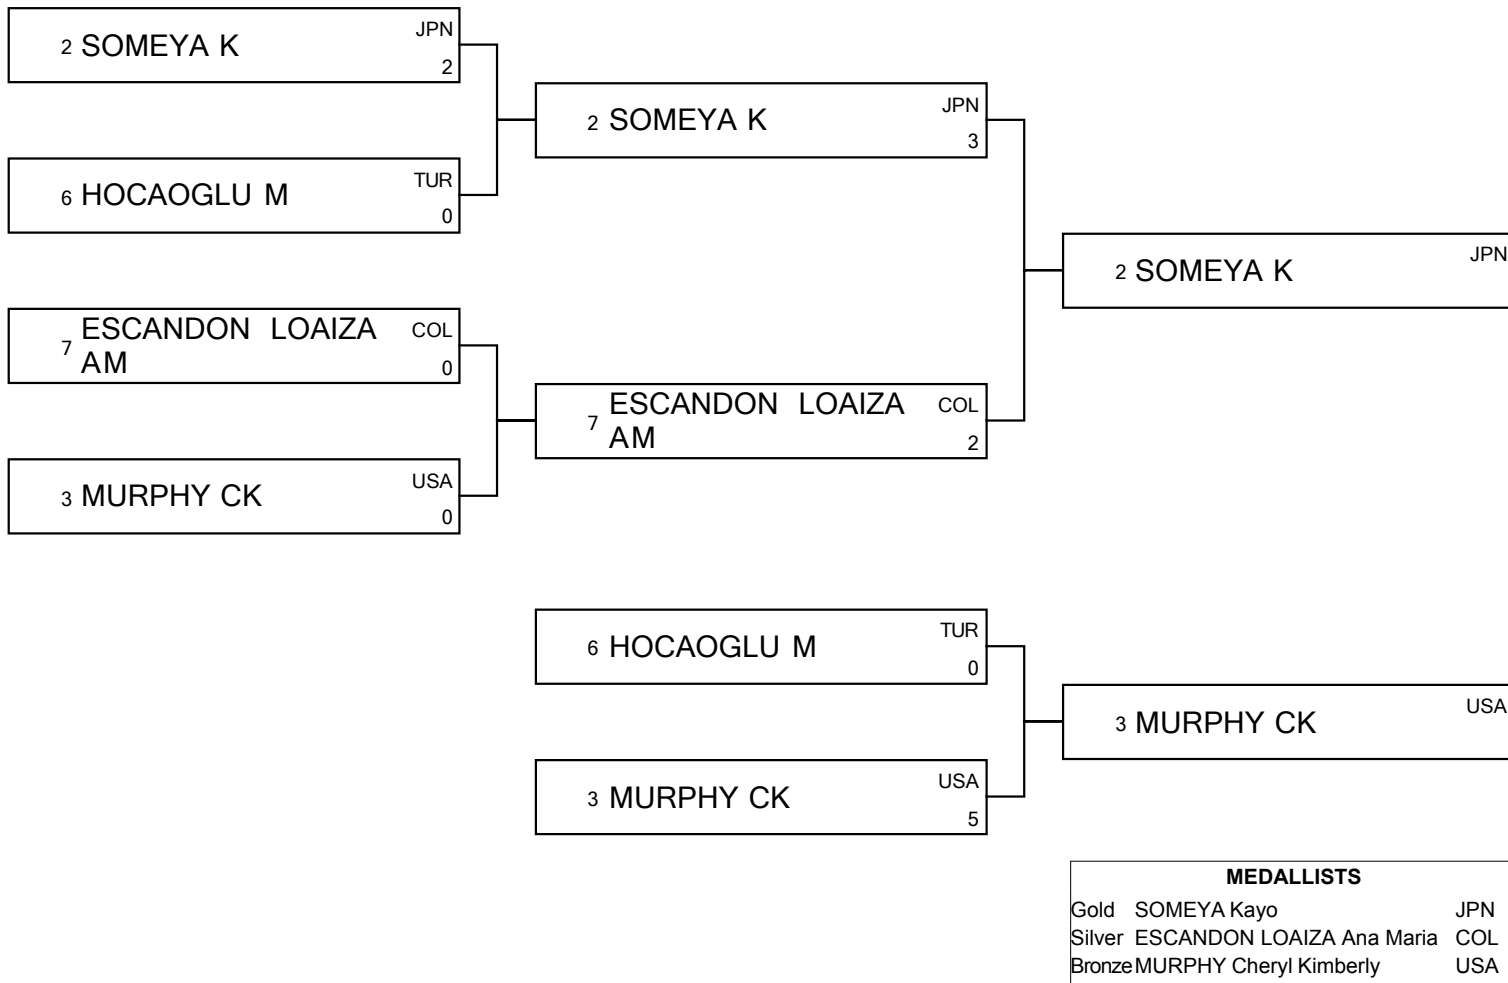 2 SOMEYA K JPN
2
6 HOCAOGLU M TUR
0
7 ESCANDON LOAIZA AM COL
0
3 MURPHY CK USA
0
2 SOMEYA K JPN
3
7 ESCANDON LOAIZA AM COL
2
2 SOMEYA K JPN
6 HOCAOGLU M TUR
0
3 MURPHY CK USA
5
3 MURPHY CK USA
MEDALLISTS
Gold SOMEYA Kayo JPN
Silver ESCANDON LOAIZA Ana Maria COL
Bronze MURPHY Cheryl Kimberly USA